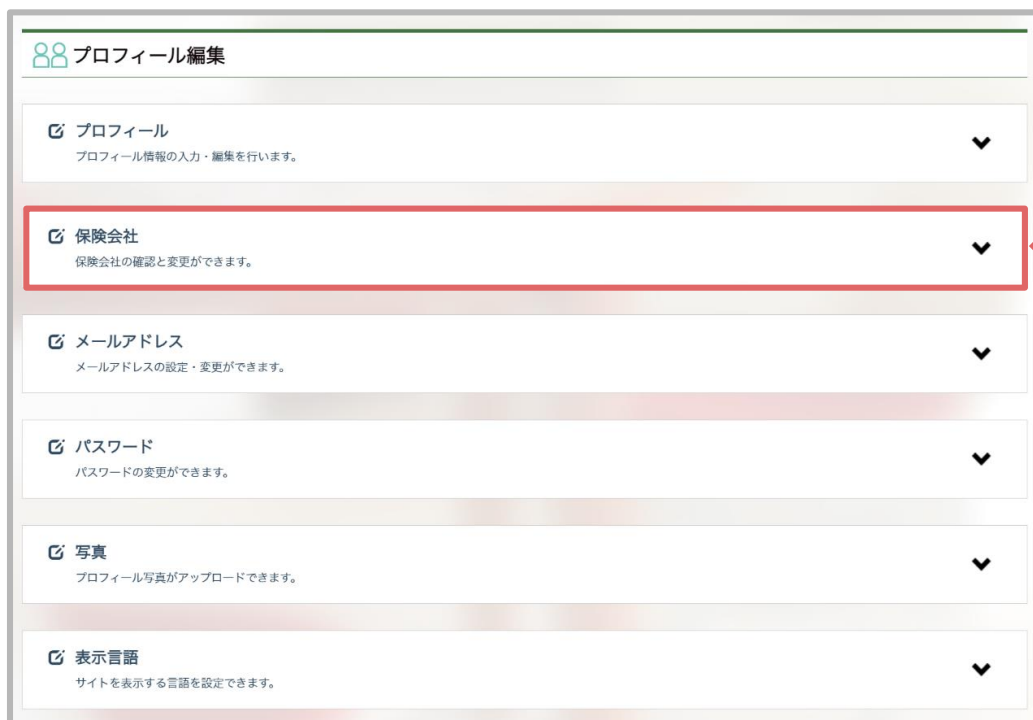 プロフィール編集
プロフィール
プロフィール情報の入力・編集を行います。
保険会社
保険会社の確認と変更ができます。
メールアドレス
メールアドレスの設定・変更ができます。
パスワード
パスワードの変更ができます。
写真
プロフィール写真がアップロードできます。
表示言語
サイトを表示する言語を設定できます。